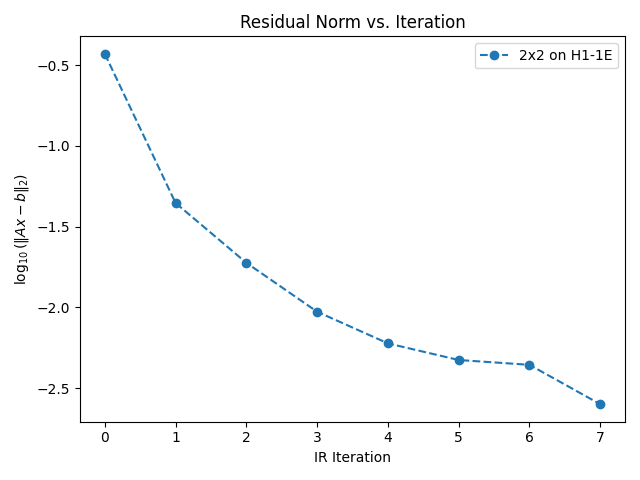 Residual Norm vs. Iteration
2x2 on H1-1E
−0.5
−1.0
−1.5
−2.0
−2.5
log₁₀(‖Ax − b‖₂)
0 1 2 3 4 5 6 7
IR Iteration